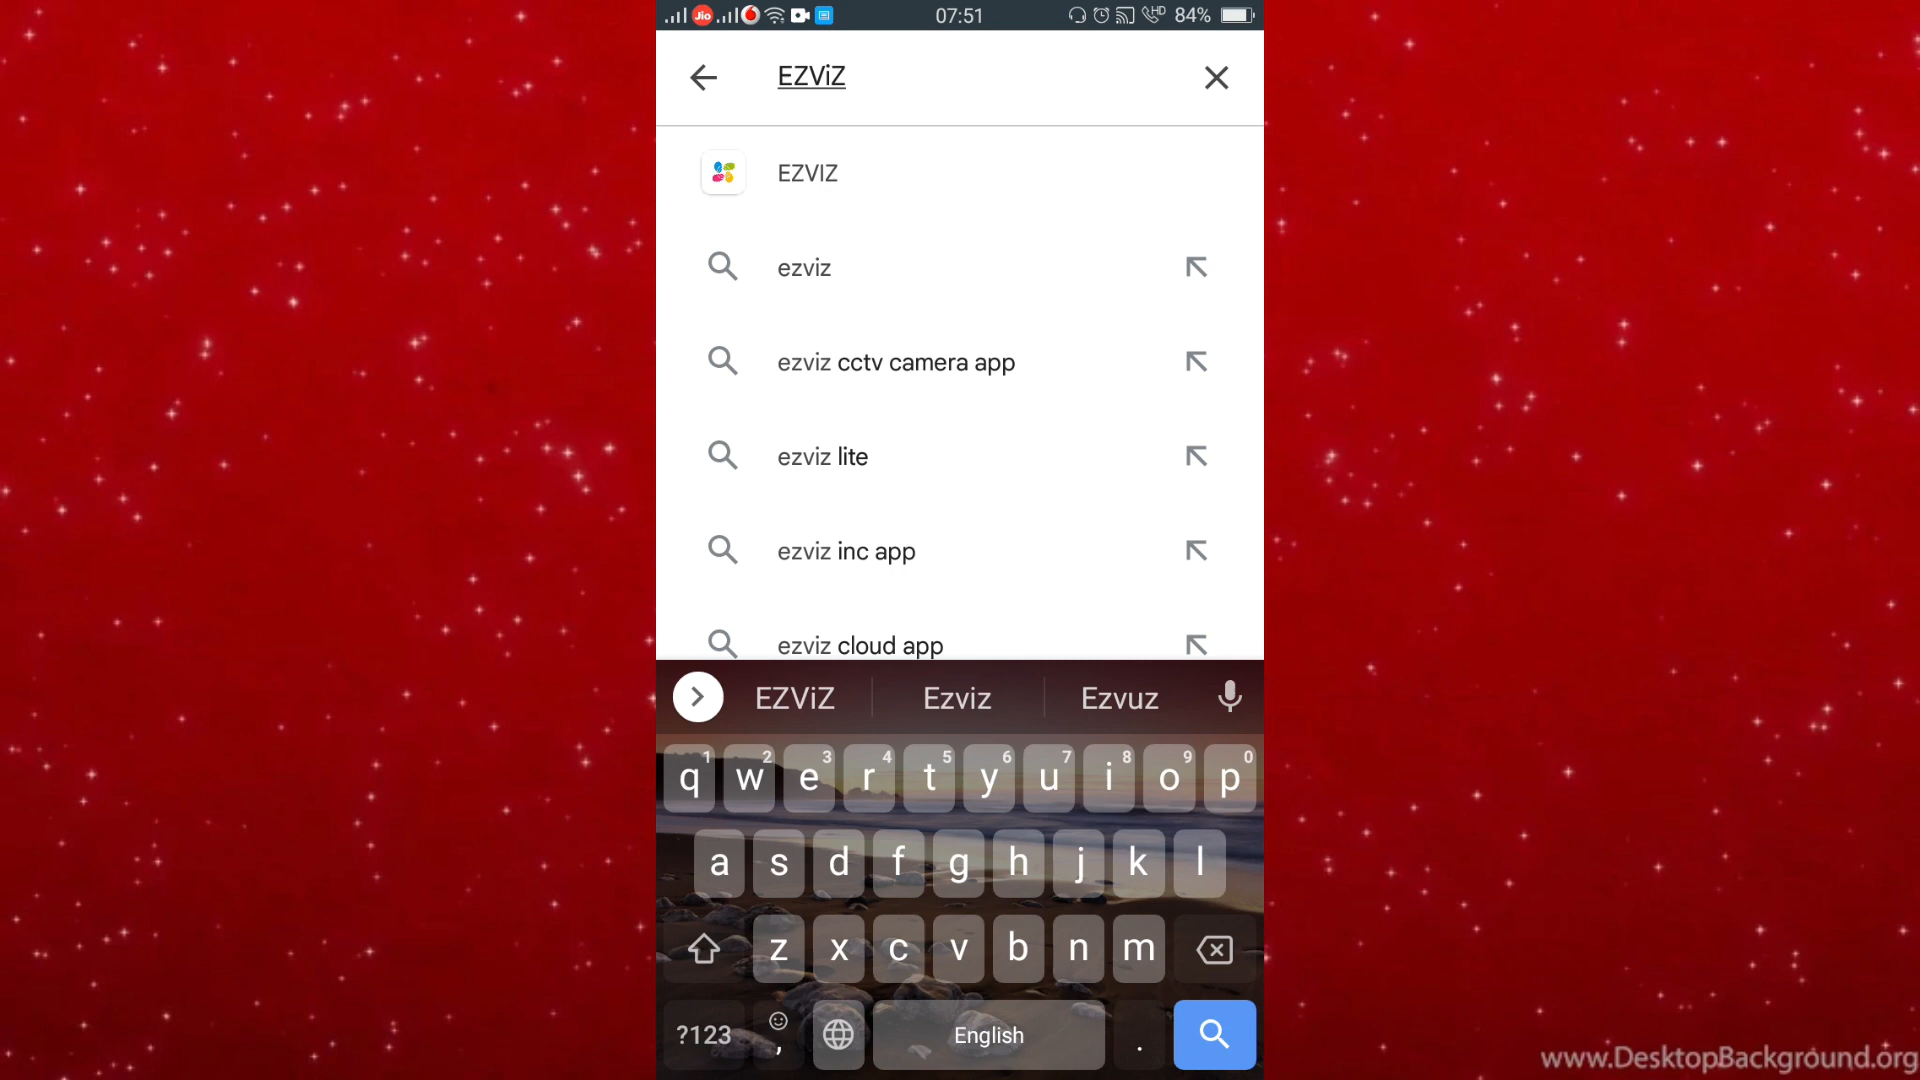 Jio 07:51 HD 84%
EZViZ
EZVIZ
ezviz
ezviz cctv camera app
ezviz lite
ezviz inc app
ezviz cloud app
EZViZ Ezviz Ezvuz
1 2 3 4 5 6 7 8 9 0
q w e r t y u i o p
a s d f g h j k l
z x c v b n m
?123 , English .
www.DesktopBackground.org